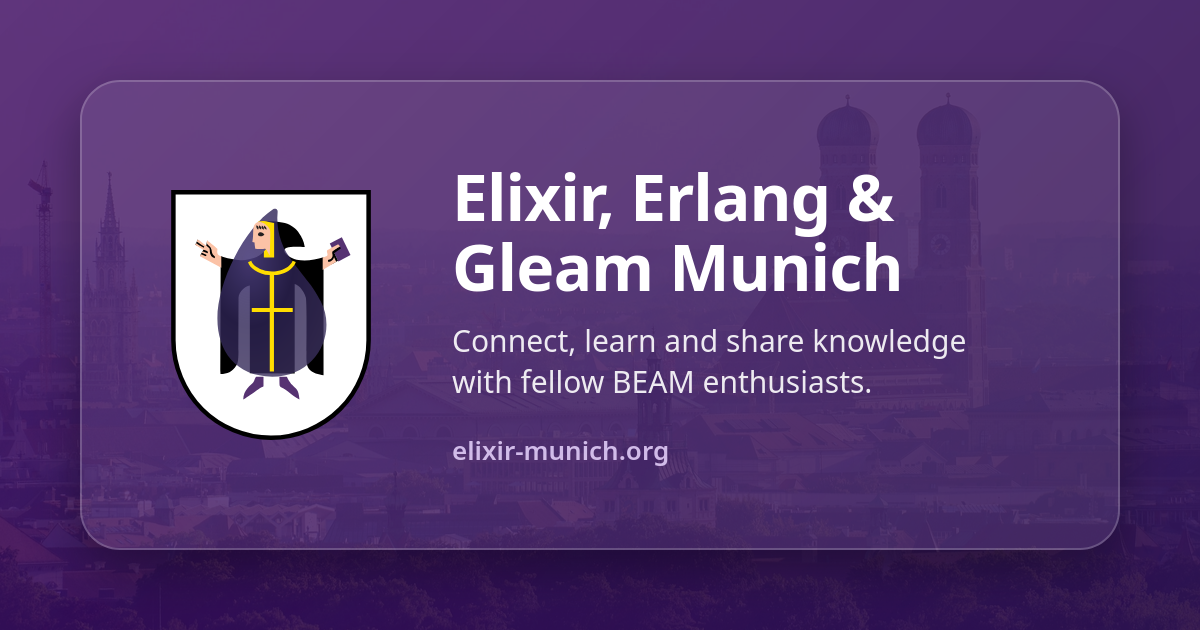 Elixir, Erlang &
Gleam Munich
Connect, learn and share knowledge
with fellow BEAM enthusiasts.
elixir-munich.org